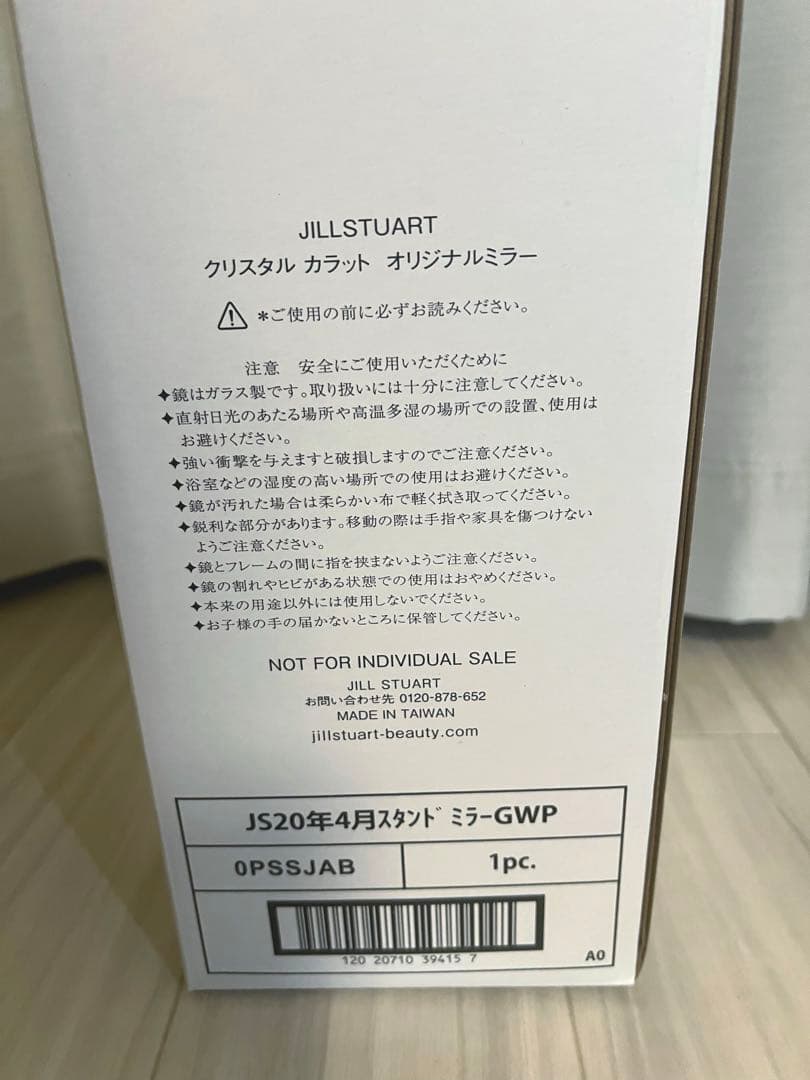 JILLSTUART
クリスタル カラット オリジナルミラー
⚠ *ご使用の前に必ずお読みください。
注意 安全にご使用いただくために
✦鏡はガラス製です。取り扱いには十分に注意してください。
✦直射日光のあたる場所や高温多湿の場所での設置、使用は
お避けください。
✦強い衝撃を与えますと破損しますのでご注意ください。
✦浴室などの湿度の高い場所での使用はお避けください。
✦鏡が汚れた場合は柔らかい布で軽く拭き取ってください。
✦鋭利な部分があります。移動の際は手指や家具を傷つけない
ようご注意ください。
✦鏡とフレームの間に指を挟まないようご注意ください。
✦鏡の割れやヒビがある状態での使用はおやめください。
✦本来の用途以外には使用しないでください。
✦お子様の手の届かないところに保管してください。
NOT FOR INDIVIDUAL SALE
JILL STUART
お問い合わせ先 0120-878-652
MADE IN TAIWAN
jillstuart-beauty.com
JS20年4月ｽﾀﾝﾄﾞ ﾐﾗｰGWP
0PSSJAB 1pc.
120 20710 39415 7
A0